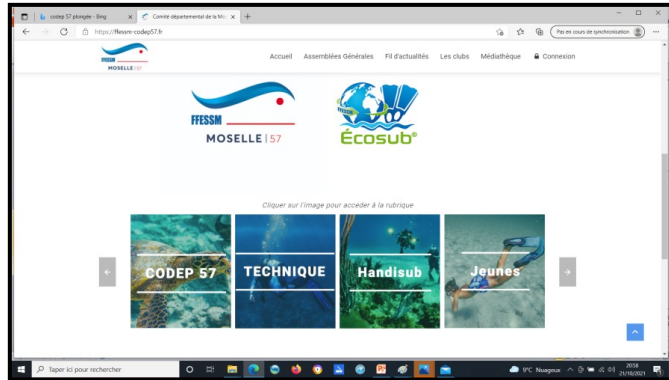 codep 57 plongée - Bing
Comité départemental de la Mos
https://ffessm-codep57.fr
Pas en cours de synchronisation
FFESSM
MOSELLE|57
Accueil Assemblées Générales Fil d'actualités Les clubs Médiathèque Connexion
FFESSM
MOSELLE | 57
FFESSM
Écosub®
Cliquer sur l'image pour accéder à la rubrique
CODEP 57
TECHNIQUE
Handisub
Jeunes
Taper ici pour rechercher
9°C Nuageux
20:58
21/10/2021